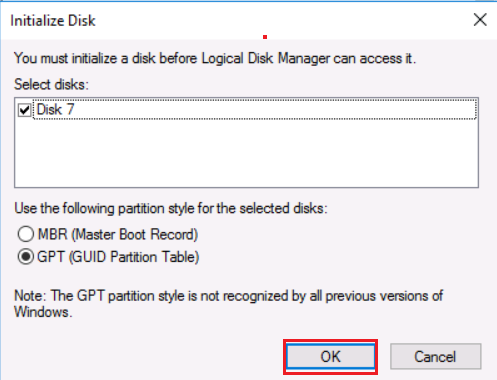 Initialize Disk
You must initialize a disk before Logical Disk Manager can access it.
Select disks:
Disk 7
Use the following partition style for the selected disks:
MBR (Master Boot Record)
GPT (GUID Partition Table)
Note: The GPT partition style is not recognized by all previous versions of
Windows.
OK Cancel